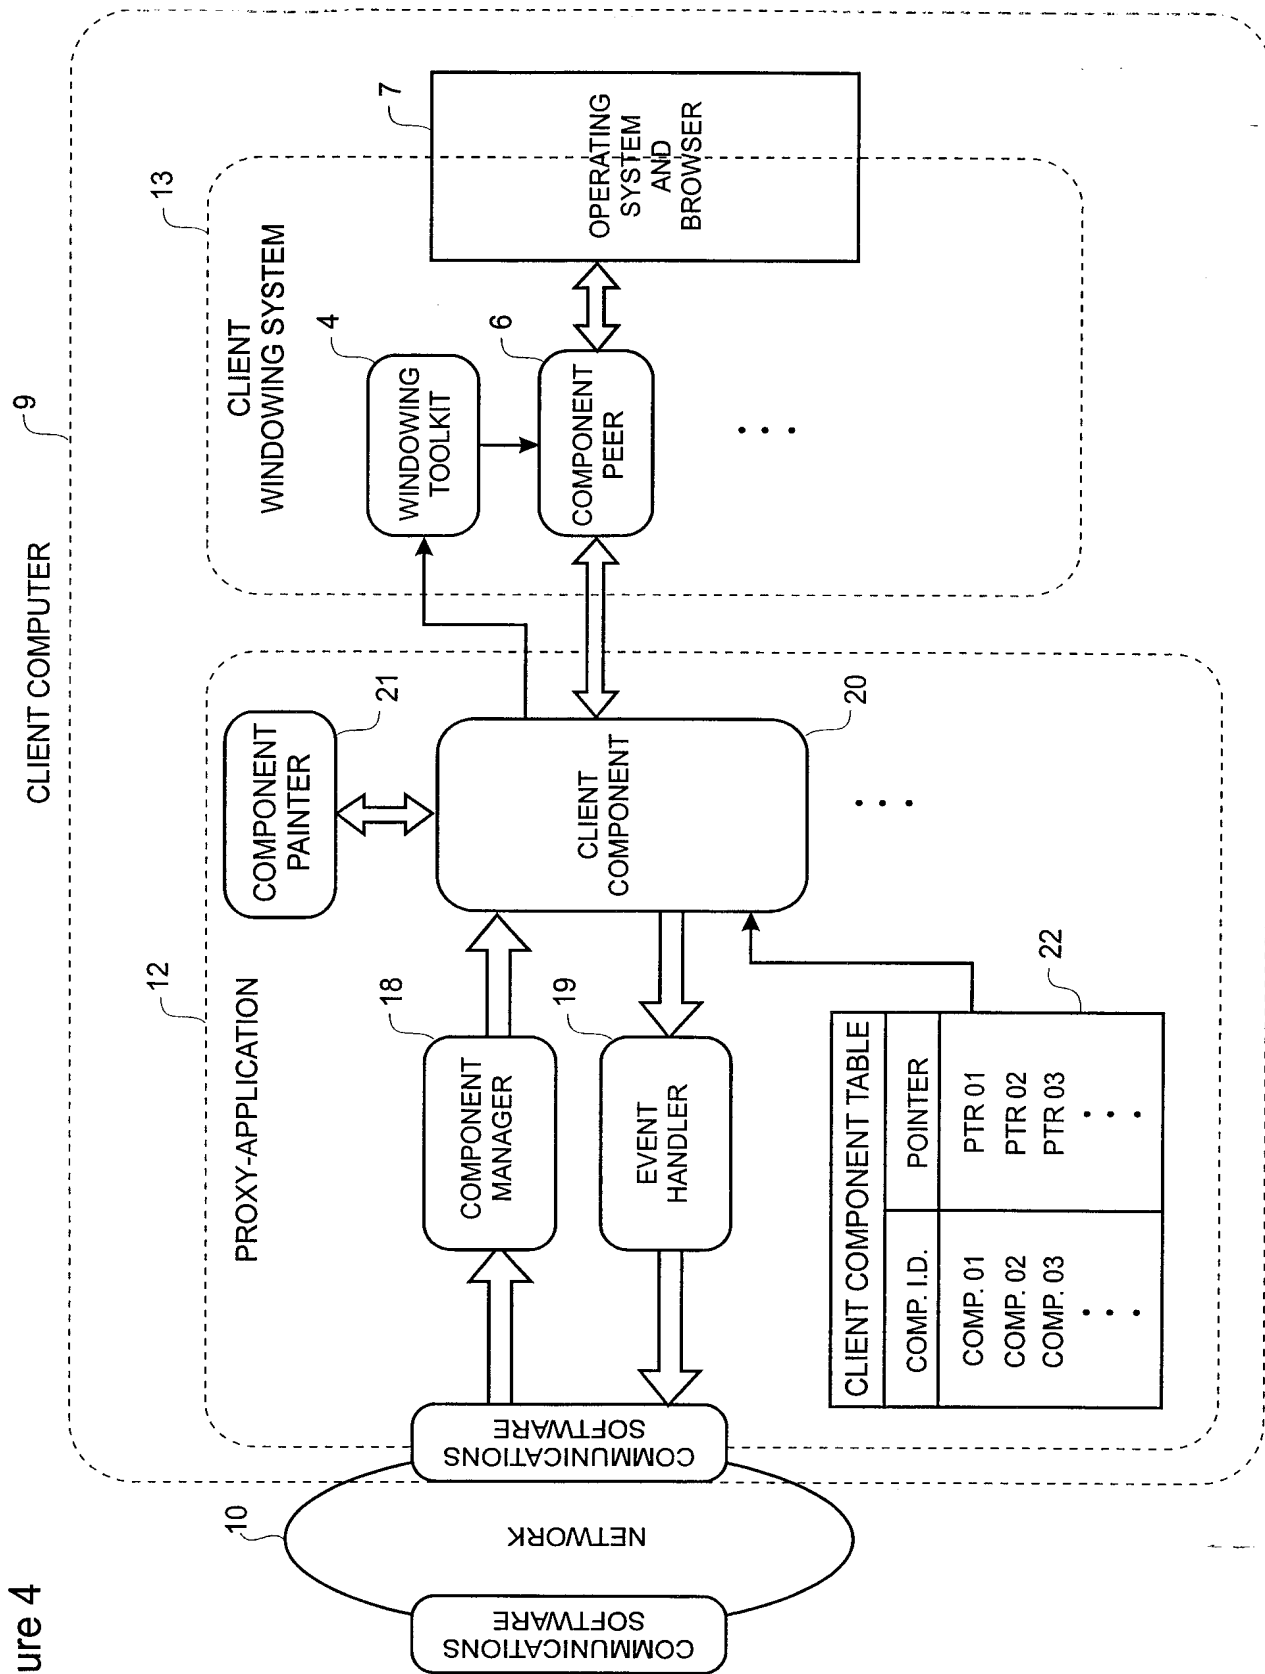 ure 4
CLIENT COMPUTER
9
12
PROXY-APPLICATION
COMPONENT
PAINTER
21
13
CLIENT
WINDOWING SYSTEM
WINDOWING
TOOLKIT
4
COMPONENT
PEER
6
OPERATING
SYSTEM
AND
BROWSER
7
10
NETWORK
COMMUNICATIONS
SOFTWARE
COMMUNICATIONS
SOFTWARE
COMPONENT
MANAGER
18
EVENT
HANDLER
19
CLIENT
COMPONENT
20
• • •
• • •
CLIENT COMPONENT TABLE
22
COMP. I.D. POINTER
COMP. 01 PTR 01
COMP. 02 PTR 02
COMP. 03 PTR 03
• • • • • •